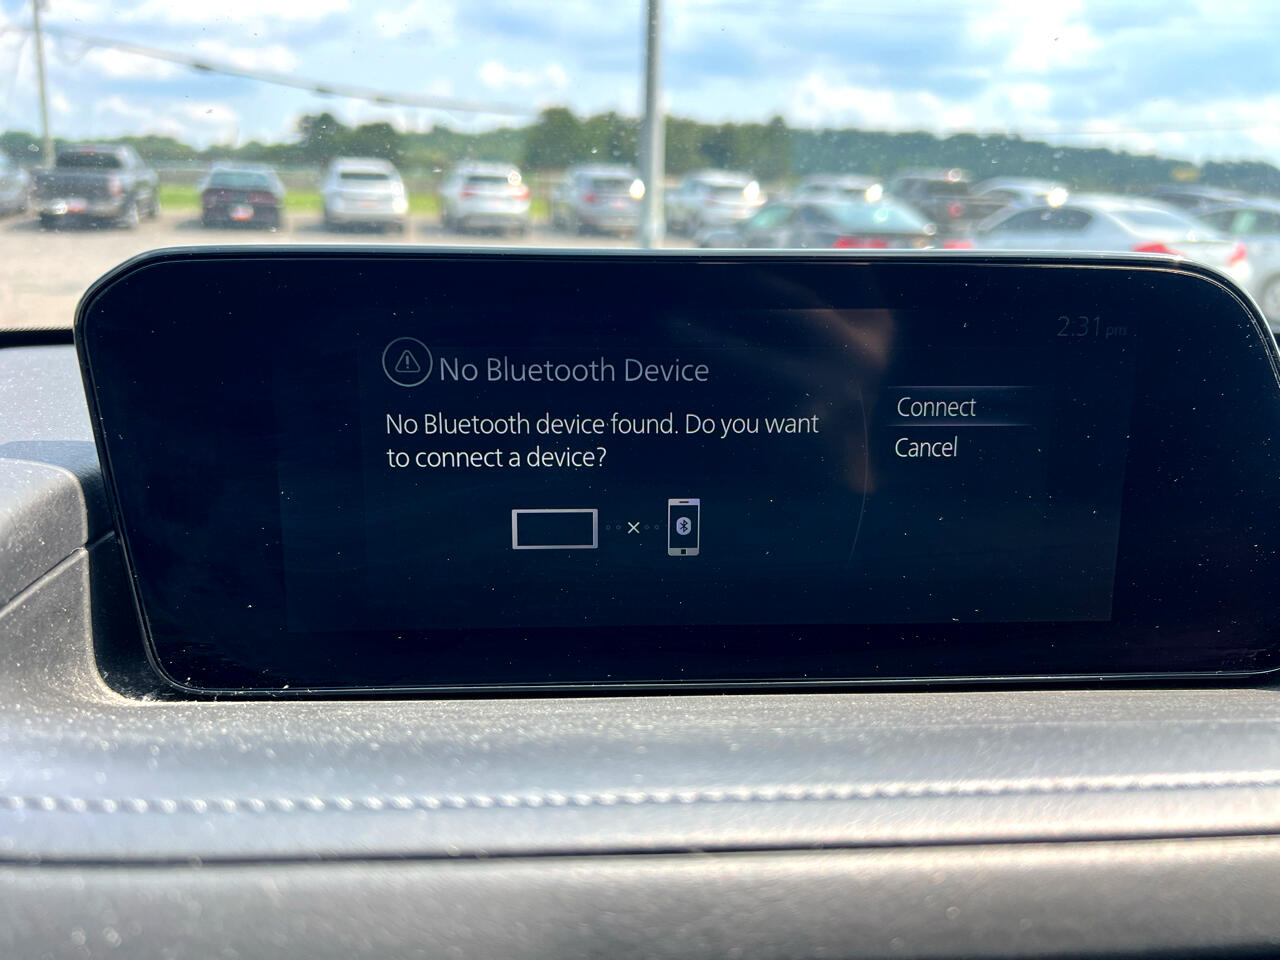 2:31 pm
No Bluetooth Device
No Bluetooth device found. Do you want
to connect a device?
Connect
Cancel